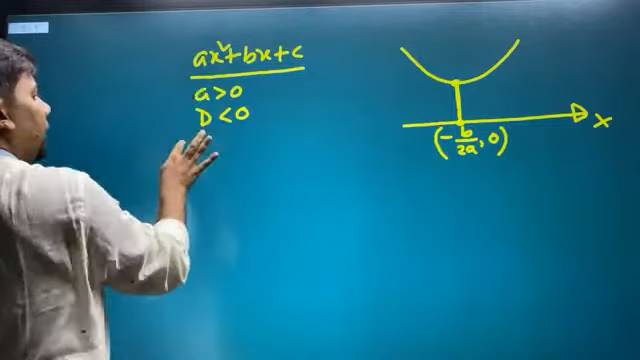 ax²+bx+c
a>0
D<0
x
(-b/2a, 0)